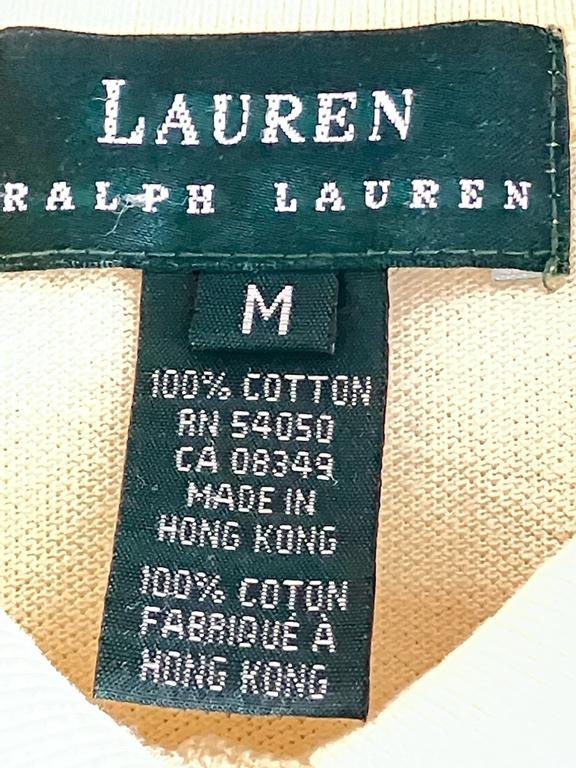 LAUREN
RALPH LAUREN
M
100% COTTON
RN 54050
CA 08349
MADE IN
HONG KONG
100% COTON
FABRIQUÉ À
HONG KONG